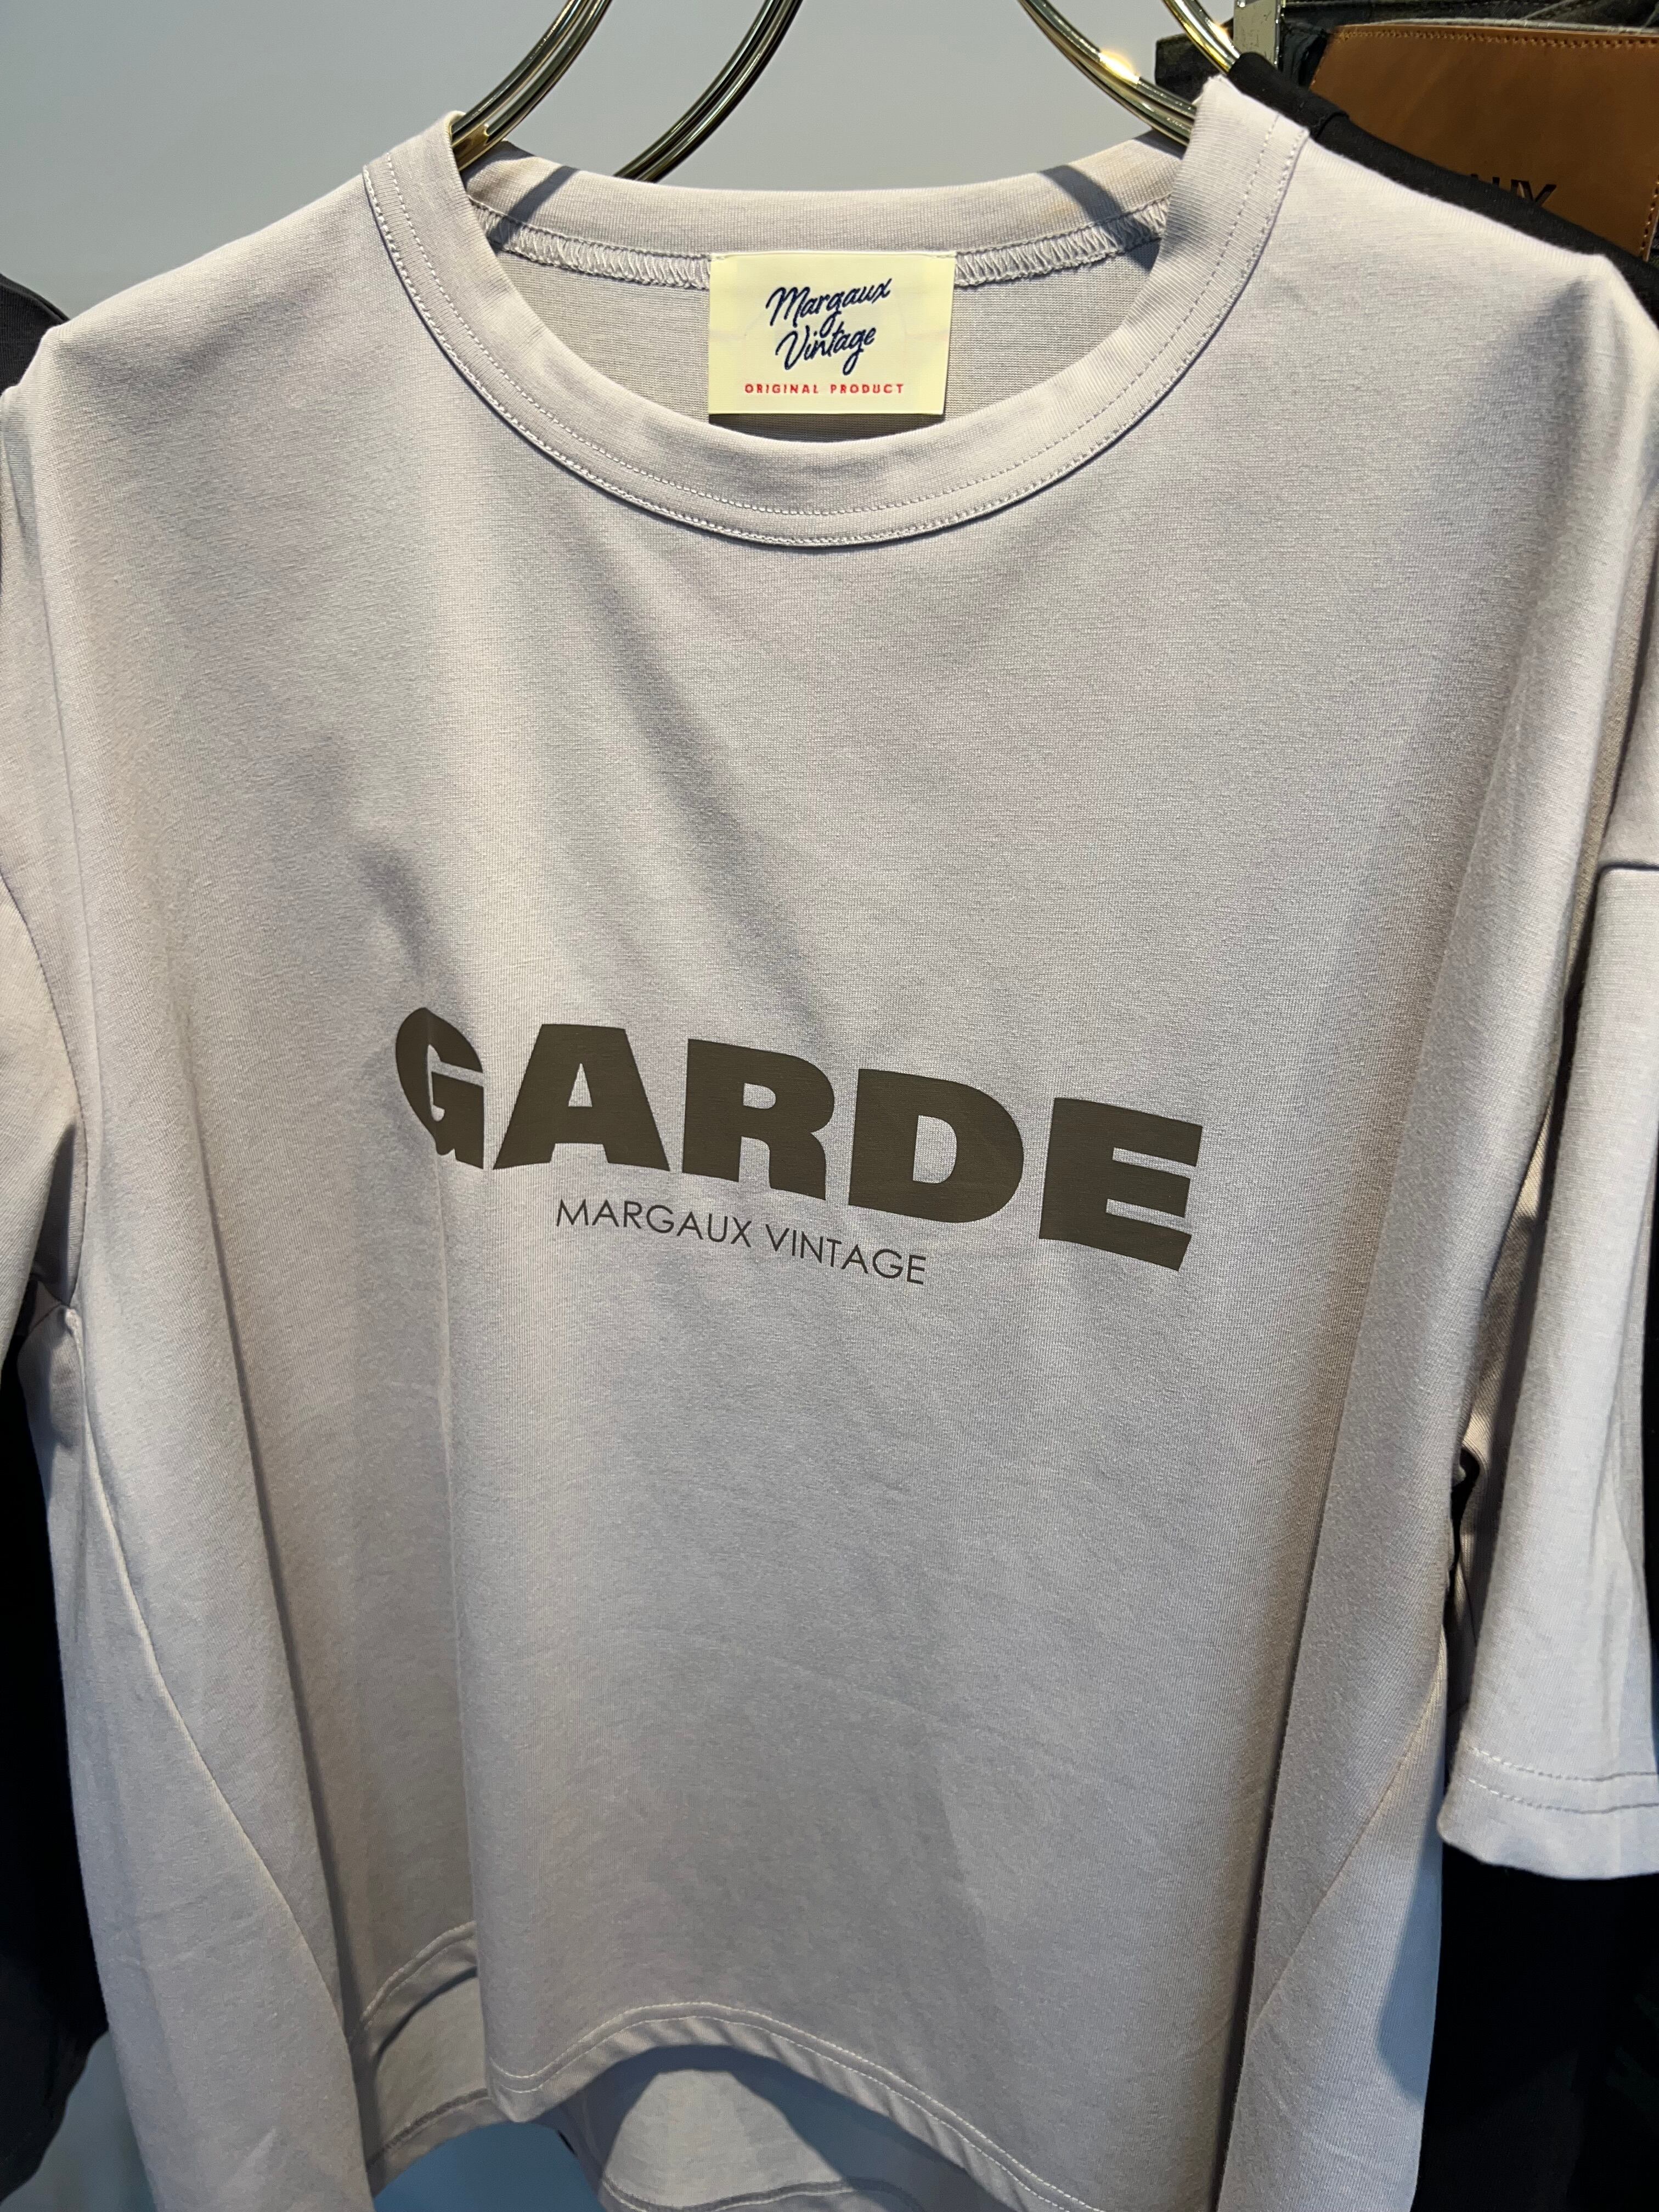 Margaux
Vintage
ORIGINAL PRODUCT
GARDE
MARGAUX VINTAGE